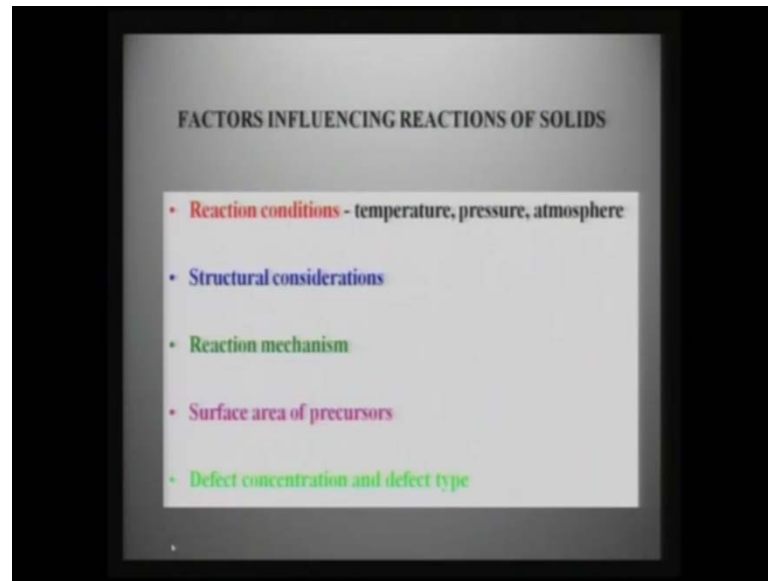 FACTORS INFLUENCING REACTIONS OF SOLIDS
• Reaction conditions - temperature, pressure, atmosphere
• Structural considerations
• Reaction mechanism
• Surface area of precursors
• Defect concentration and defect type